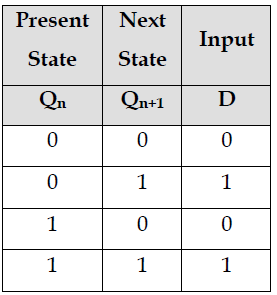 Present State Next State Input
Qn Qn+1 D
0 0 0
0 1 1
1 0 0
1 1 1